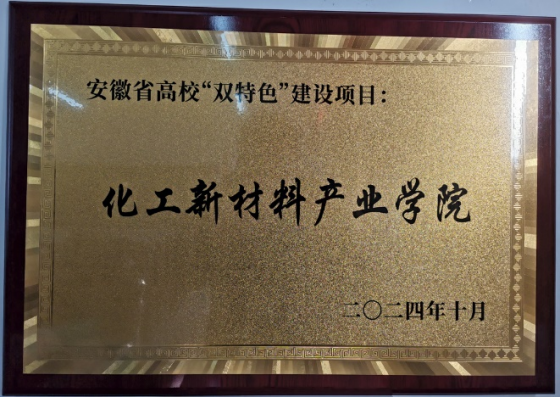 安徽省高校“双特色”建设项目：
化工新材料产业学院
二〇二四年十月